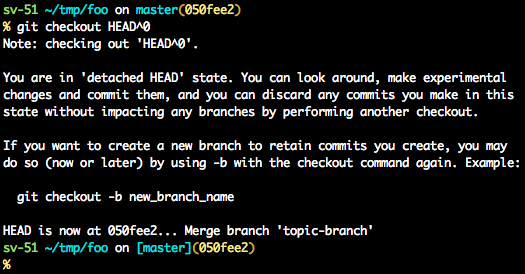 sv-51 ~/tmp/foo on master(050fee2)
% git checkout HEAD^0
Note: checking out 'HEAD^0'.
You are in 'detached HEAD' state. You can look around, make experimental
changes and commit them, and you can discard any commits you make in this
state without impacting any branches by performing another checkout.
If you want to create a new branch to retain commits you create, you may
do so (now or later) by using -b with the checkout command again. Example:
git checkout -b new_branch_name
HEAD is now at 050fee2... Merge branch 'topic-branch'
sv-51 ~/tmp/foo on [master](050fee2)
%